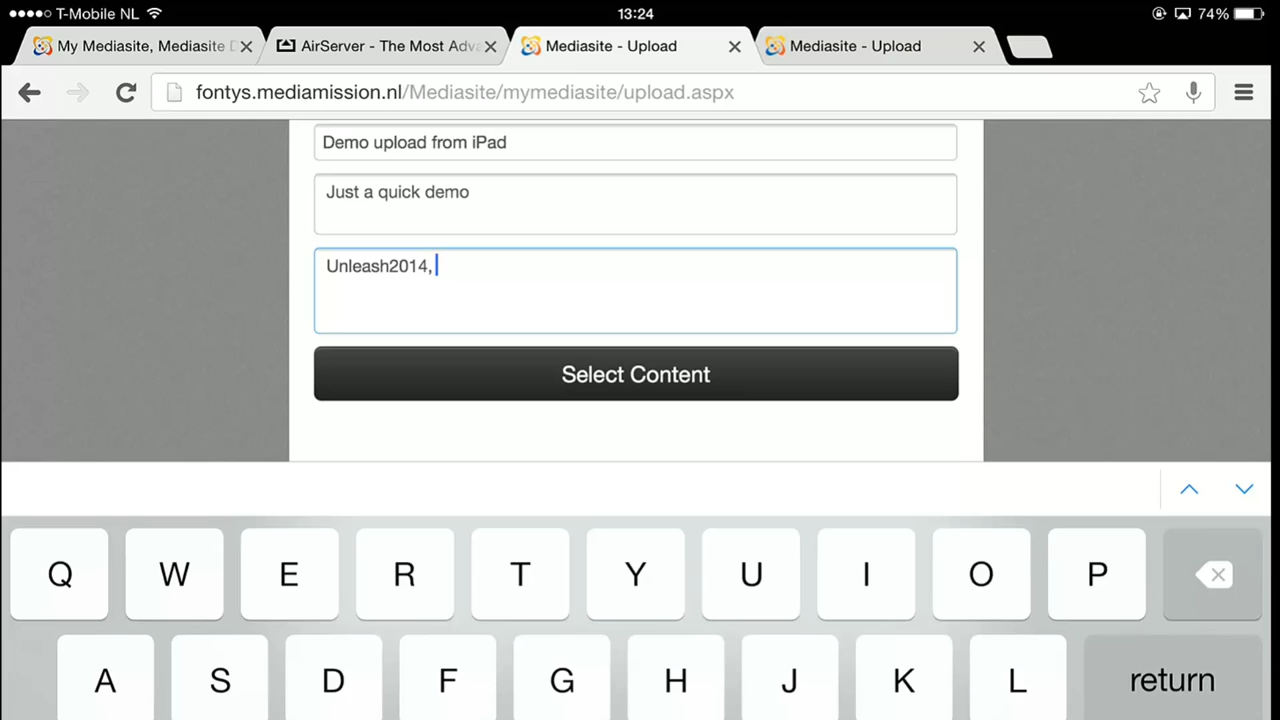 T-Mobile NL
13:24
74%
My Mediasite, Mediasite
AirServer - The Most Adva
Mediasite - Upload
Mediasite - Upload
fontys.mediamission.nl/Mediasite/mymediasite/upload.aspx
Demo upload from iPad
Just a quick demo
Unleash2014,
Select Content
Q W E R T Y U I O P
A S D F G H J K L return